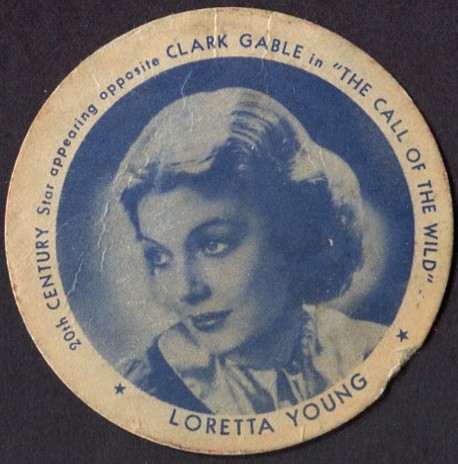 20th CENTURY Star appearing opposite CLARK GABLE in "THE CALL OF THE WILD"
LORETTA YOUNG